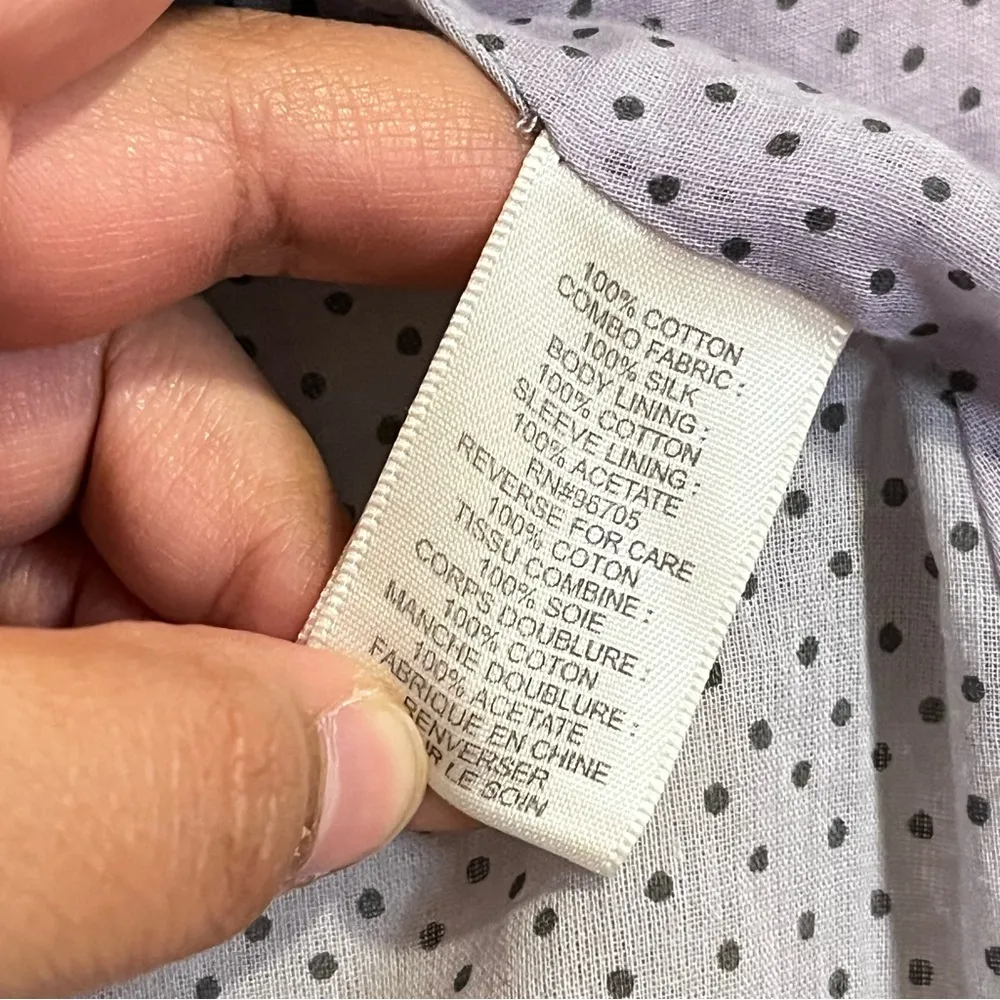 100% COTTON
COMBO FABRIC :
100% SILK
BODY LINING :
100% COTTON
SLEEVE LINING :
100% ACETATE
RN#96705
REVERSE FOR CARE
100% COTON
TISSU COMBINE :
100% SOIE
CORPS DOUBLURE :
100% COTON
MANCHE DOUBLURE :
100% ACETATE
FABRIQUE EN CHINE
RENVERSER
LE SOIN